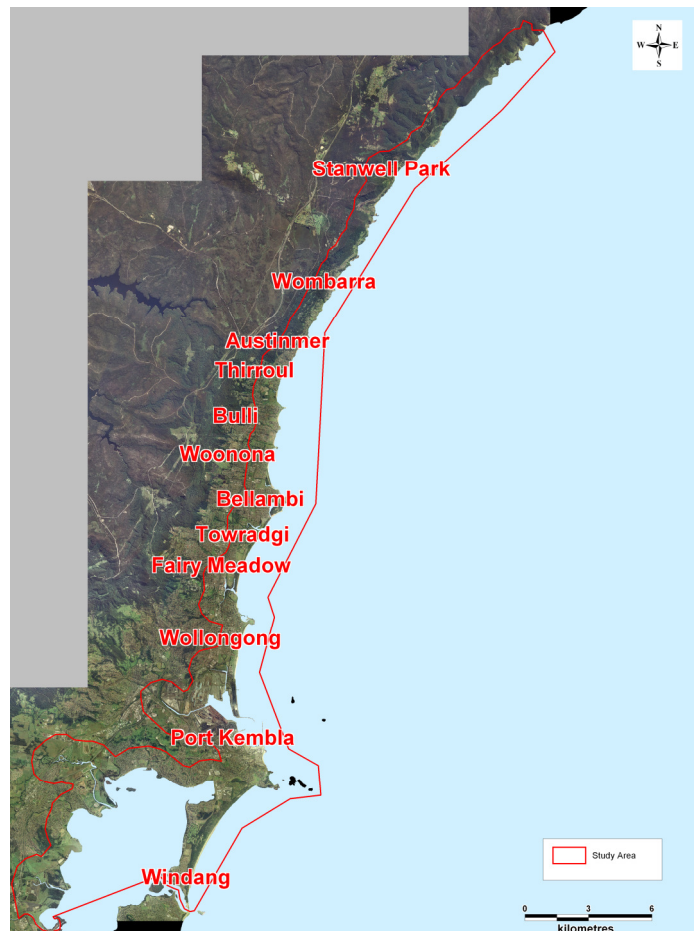 N
W E
S
Stanwell Park
Wombarra
Austinmer
Thirroul
Bulli
Woonona
Bellambi
Towradgi
Fairy Meadow
Wollongong
Port Kembla
Windang
Study Area
0 3 6
kilometres